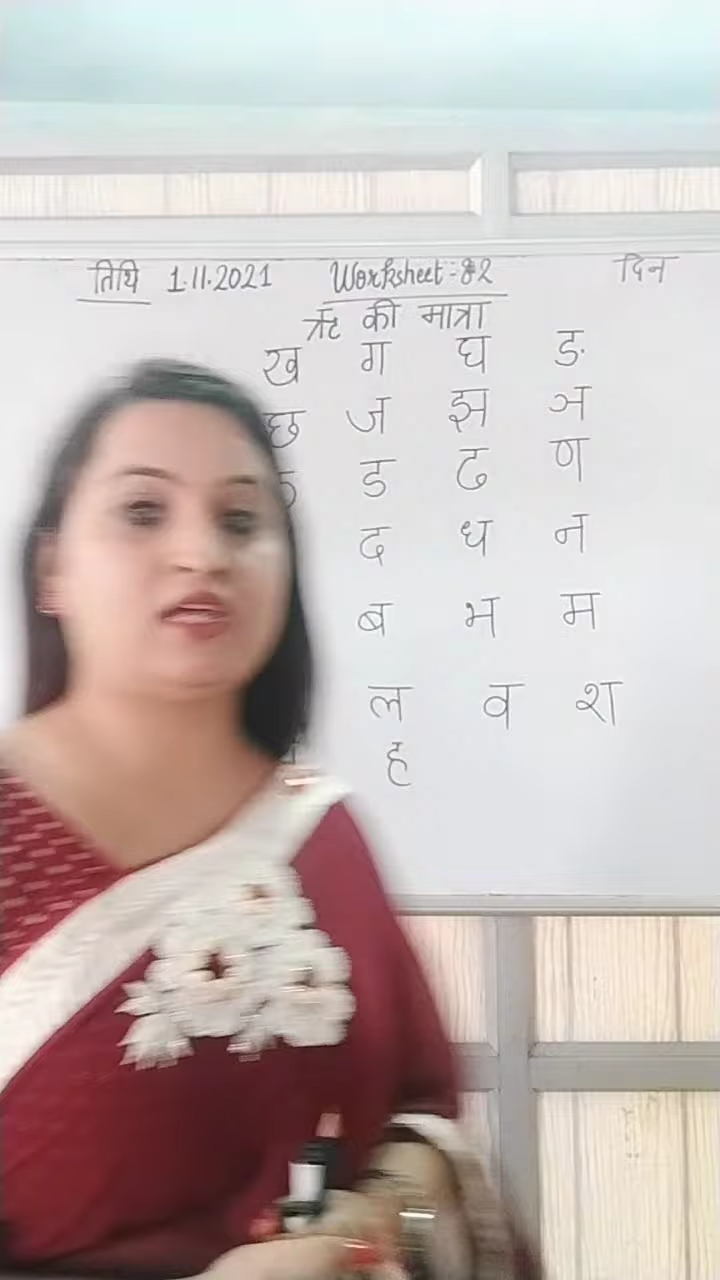 तिथि 1.11.2021 Worksheet:-82 दिन
ऋ की मात्रा
ख ग घ ङ
छ ज झ ञ
ड ढ ण
द ध न
ब भ म
ल व श
ह